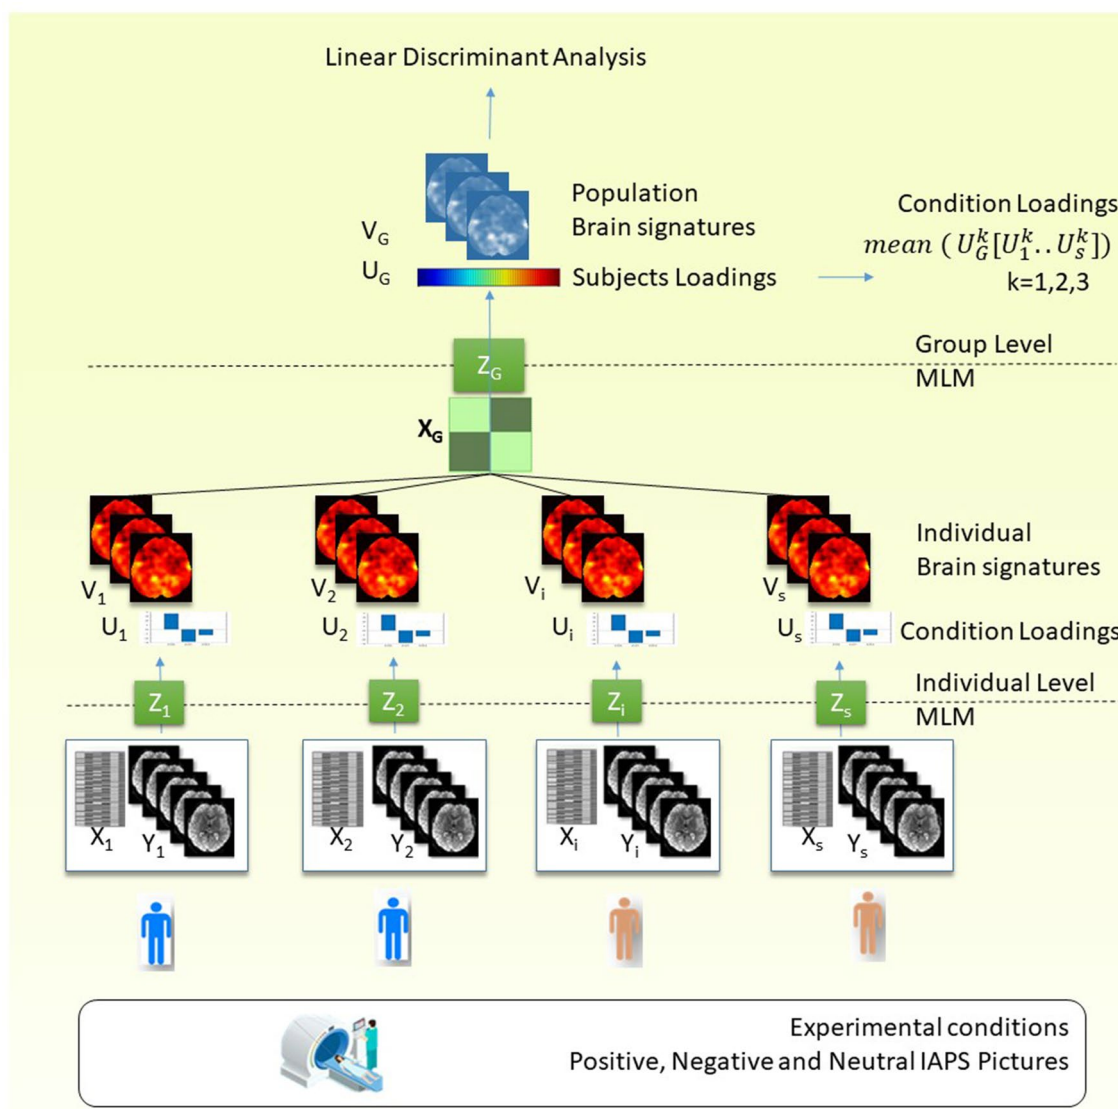 Linear Discriminant Analysis
Population
Brain signatures
V_G
U_G
Subjects Loadings
Condition Loadings
mean ( U_G^k [U_1^k .. U_s^k])
k=1,2,3
Group Level
MLM
Z_G
X_G
Individual
Brain signatures
V_1 V_2 V_i V_s
U_1 U_2 U_i U_s Condition Loadings
Individual Level
MLM
Z_1 Z_2 Z_i Z_s
X_1 Y_1 X_2 Y_2 X_i Y_i X_s Y_s
Experimental conditions
Positive, Negative and Neutral IAPS Pictures